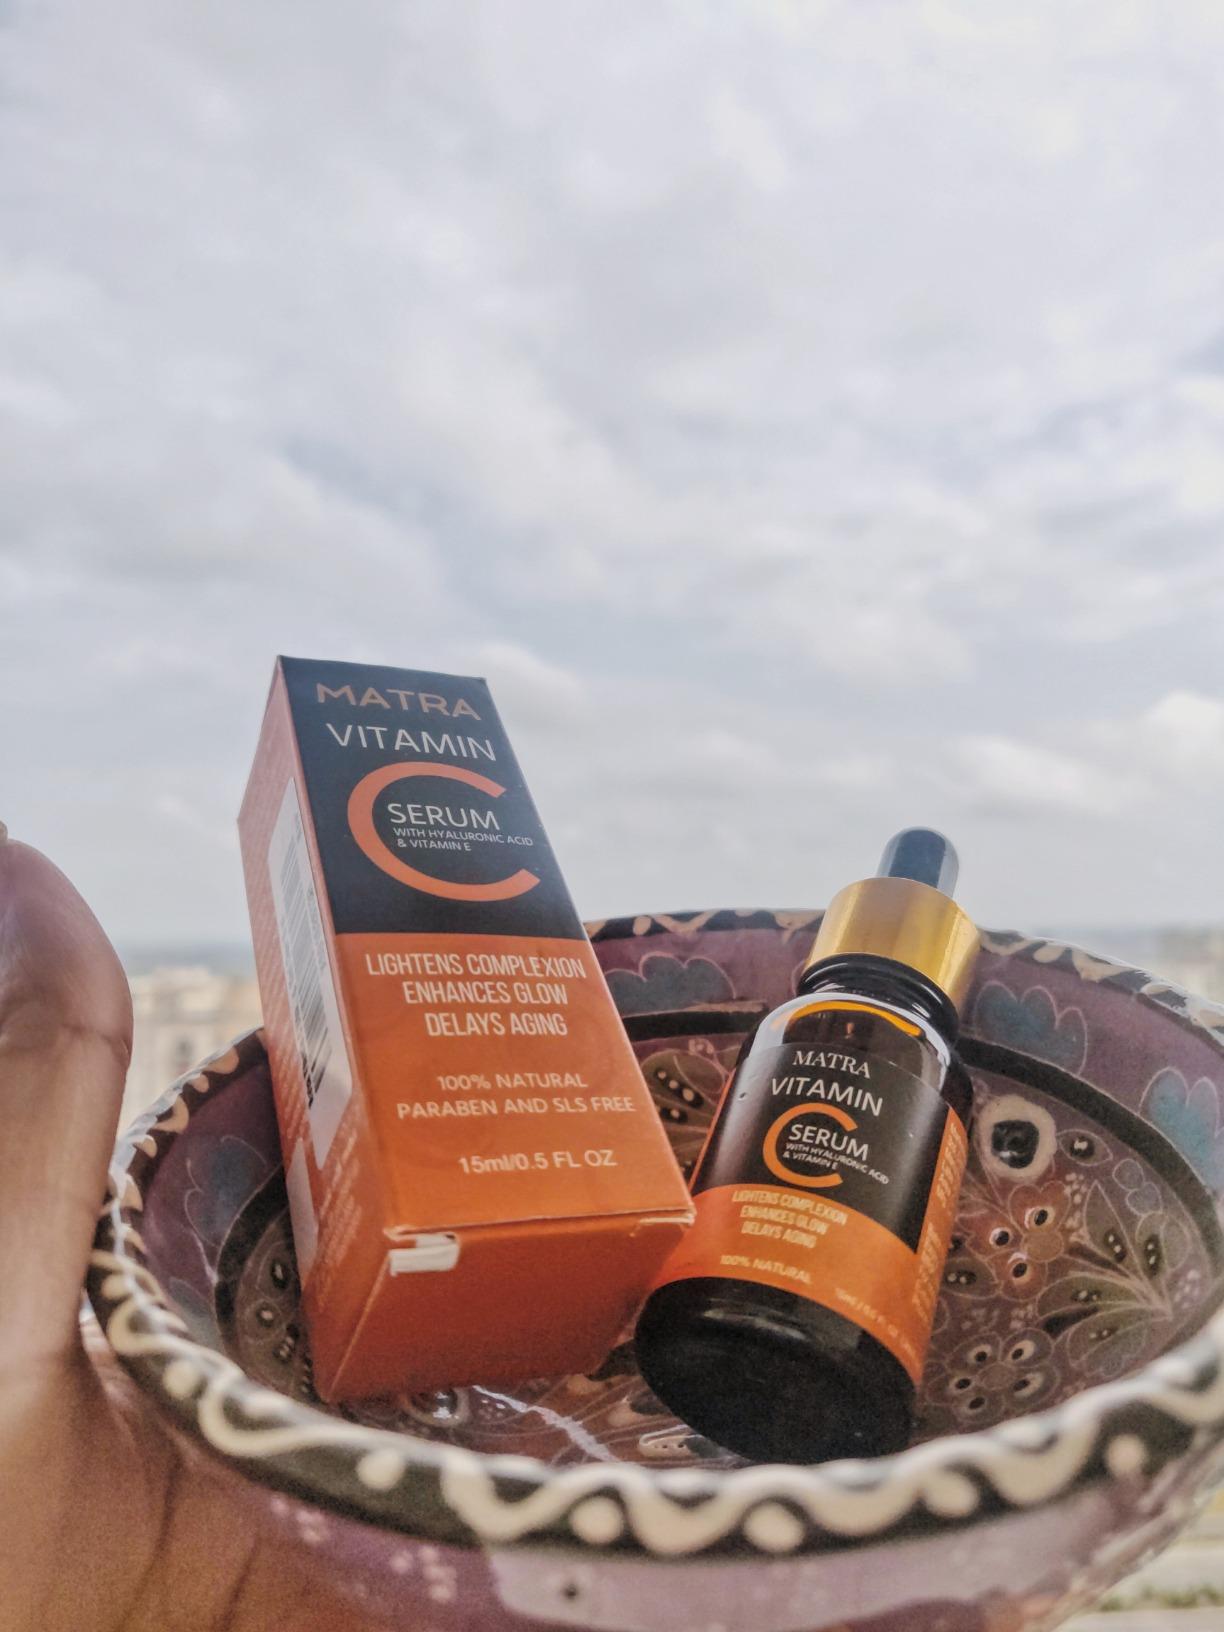 MATRA
VITAMIN
C
SERUM
WITH HYALURONIC ACID
& VITAMIN E
LIGHTENS COMPLEXION
ENHANCES GLOW
DELAYS AGING
100% NATURAL
PARABEN AND SLS FREE
15ml/0.5 FL OZ
MATRA
VITAMIN
C
SERUM
WITH HYALURONIC ACID
& VITAMIN E
LIGHTENS COMPLEXION
ENHANCES GLOW
DELAYS AGING
100% NATURAL